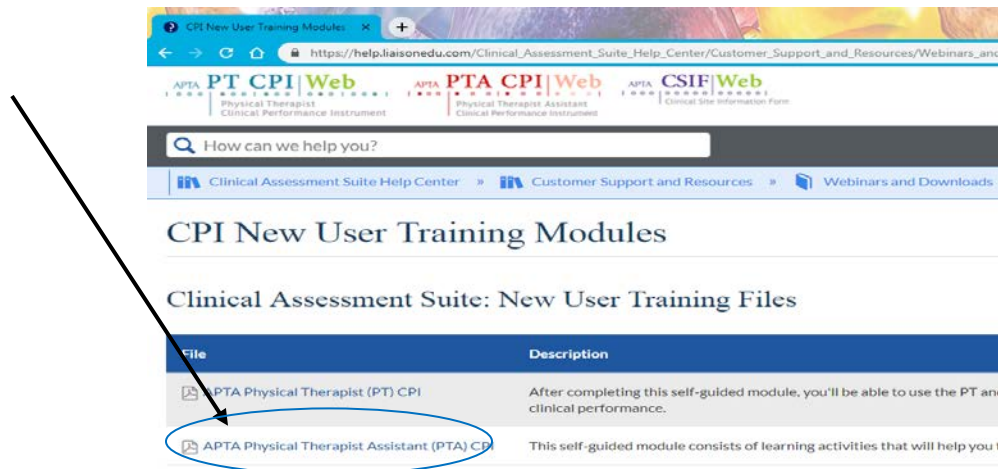 CPI New User Training Modules
https://help.liaisonedu.com/Clinical_Assessment_Suite_Help_Center/Customer_Support_and_Resources/Webinars_and
APTA PT CPI|Web
Physical Therapist
Clinical Performance Instrument
APTA PTA CPI|Web
Physical Therapist Assistant
Clinical Performance Instrument
APTA CSIF|Web
Clinical Site Information Form
How can we help you?
Clinical Assessment Suite Help Center » Customer Support and Resources » Webinars and Downloads
CPI New User Training Modules
Clinical Assessment Suite: New User Training Files
File Description
APTA Physical Therapist (PT) CPI After completing this self-guided module, you'll be able to use the PT an
clinical performance.
APTA Physical Therapist Assistant (PTA) CPI This self-guided module consists of learning activities that will help you